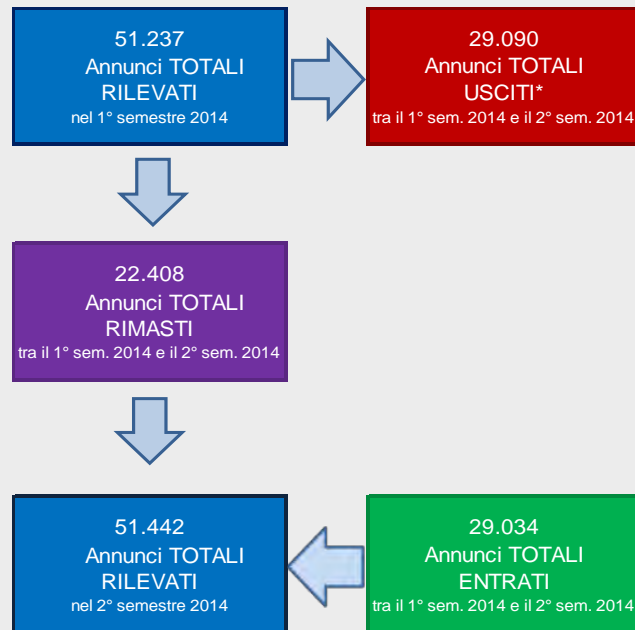 51.237
Annunci TOTALI
RILEVATI
nel 1° semestre 2014
29.090
Annunci TOTALI
USCITI*
tra il 1° sem. 2014 e il 2° sem. 2014
22.408
Annunci TOTALI
RIMASTI
tra il 1° sem. 2014 e il 2° sem. 2014
51.442
Annunci TOTALI
RILEVATI
nel 2° semestre 2014
29.034
Annunci TOTALI
ENTRATI
tra il 1° sem. 2014 e il 2° sem. 2014